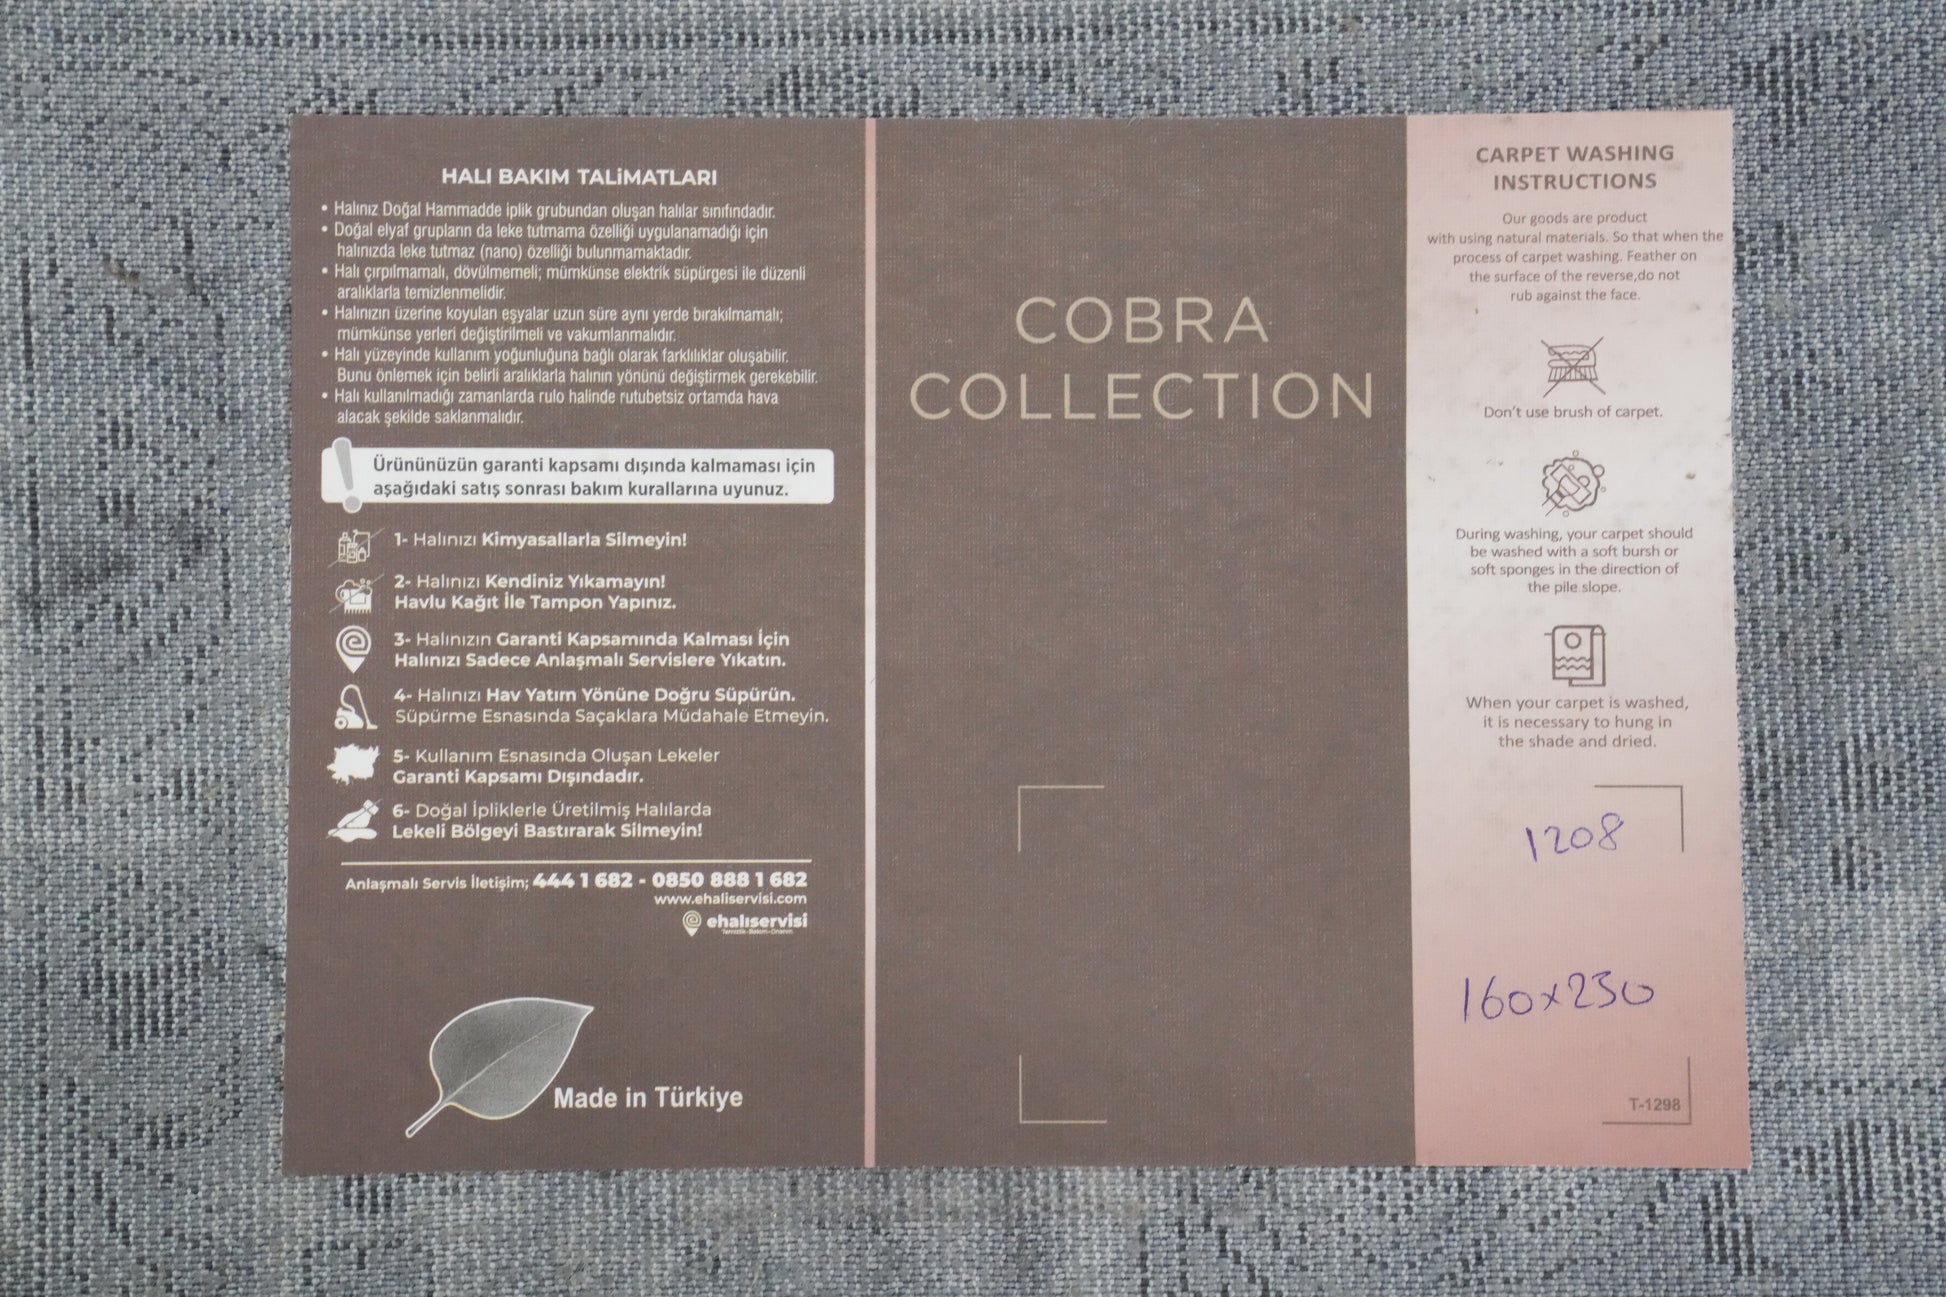 HALI BAKIM TALiMATLARI
• Halınız Doğal Hammadde iplik grubundan oluşan halılar sınıfındadır.
• Doğal elyaf grupların da leke tutmama özelliği uygulanamadığı için
halınızda leke tutmaz (nano) özelliği bulunmamaktadır.
• Halı çırpılmamalı, dövülmemeli; mümkünse elektrik süpürgesi ile düzenli
aralıklarla temizlenmelidir.
• Halınızın üzerine koyulan eşyalar uzun süre aynı yerde bırakılmamalı;
mümkünse yerleri değiştirilmeli ve vakumlanmalıdır.
• Halı yüzeyinde kullanım yoğunluğuna bağlı olarak farklılıklar oluşabilir.
Bunu önlemek için belirli aralıklarla halının yönünü değiştirmek gerekebilir.
• Halı kullanılmadığı zamanlarda rulo halinde rutubetsiz ortamda hava
alacak şekilde saklanmalıdır.
Ürününüzün garanti kapsamı dışında kalmaması için
aşağıdaki satış sonrası bakım kurallarına uyunuz.
1- Halınızı Kimyasallarla Silmeyin!
2- Halınızı Kendiniz Yıkamayın!
Havlu Kağıt İle Tampon Yapınız.
3- Halınızın Garanti Kapsamında Kalması İçin
Halınızı Sadece Anlaşmalı Servislere Yıkatın.
4- Halınızı Hav Yatım Yönüne Doğru Süpürün.
Süpürme Esnasında Saçaklara Müdahale Etmeyin.
5- Kullanım Esnasında Oluşan Lekeler
Garanti Kapsamı Dışındadır.
6- Doğal İpliklerle Üretilmiş Halılarda
Lekeli Bölgeyi Bastırarak Silmeyin!
Anlaşmalı Servis İletişim; 444 1 682 - 0850 888 1 682
www.ehaliservisi.com
ehalıservisi
Temizlik-Bakım-Onarım
Made in Türkiye
COBRA
COLLECTION
CARPET WASHING
INSTRUCTIONS
Our goods are product
with using natural materials. So that when the
process of carpet washing. Feather on
the surface of the reverse,do not
rub against the face.
Don't use brush of carpet.
During washing, your carpet should
be washed with a soft bursh or
soft sponges in the direction of
the pile slope.
When your carpet is washed,
it is necessary to hung in
the shade and dried.
1208
160x230
T-1298